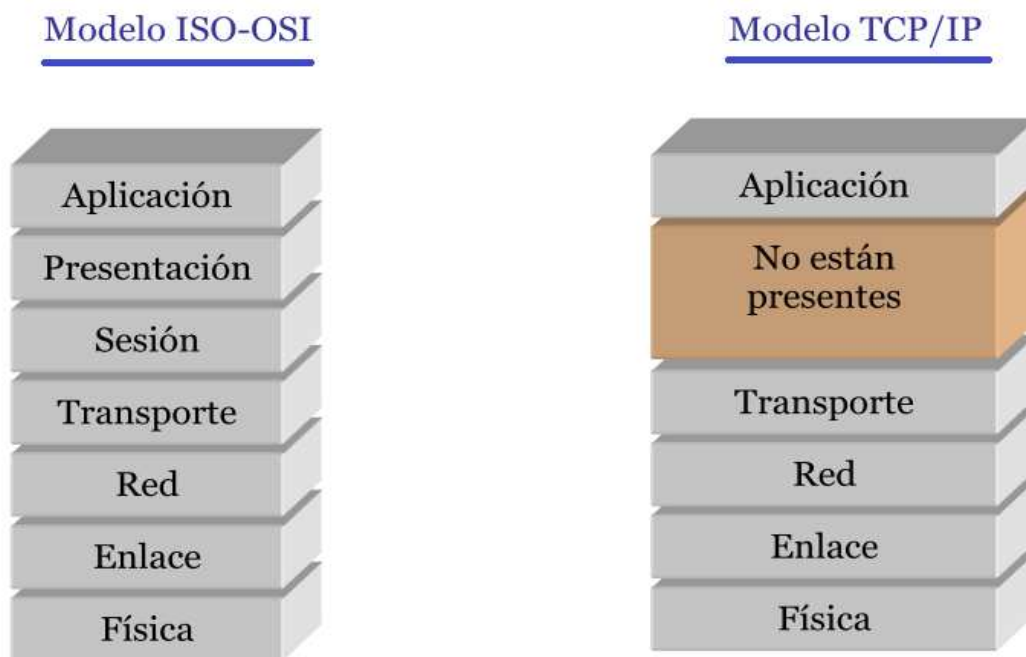 Modelo ISO-OSI
Aplicación
Presentación
Sesión
Transporte
Red
Enlace
Física
Modelo TCP/IP
Aplicación
No están
presentes
Transporte
Red
Enlace
Física